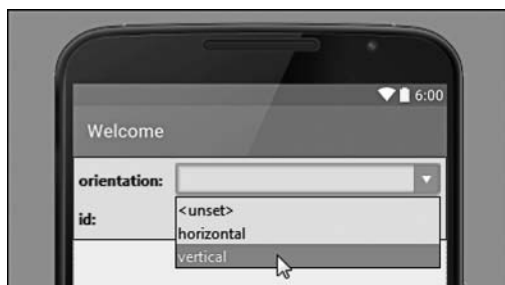 6:00
Welcome
orientation:
id:
<unset>
horizontal
vertical